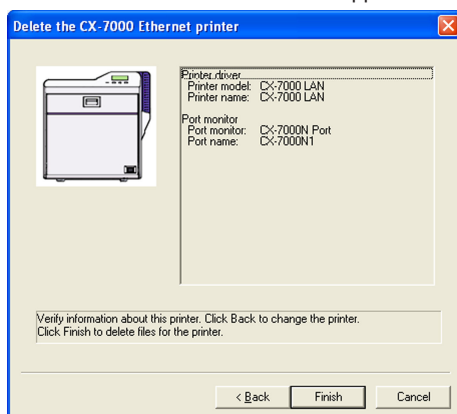 Delete the CX-7000 Ethernet printer
Printer driver
Printer model: CX-7000 LAN
Printer name: CX-7000 LAN
Port monitor
Port monitor: CX-7000N Port
Port name: CX-7000N1
Verify information about this printer. Click Back to change the printer.
Click Finish to delete files for the printer.
< Back Finish Cancel